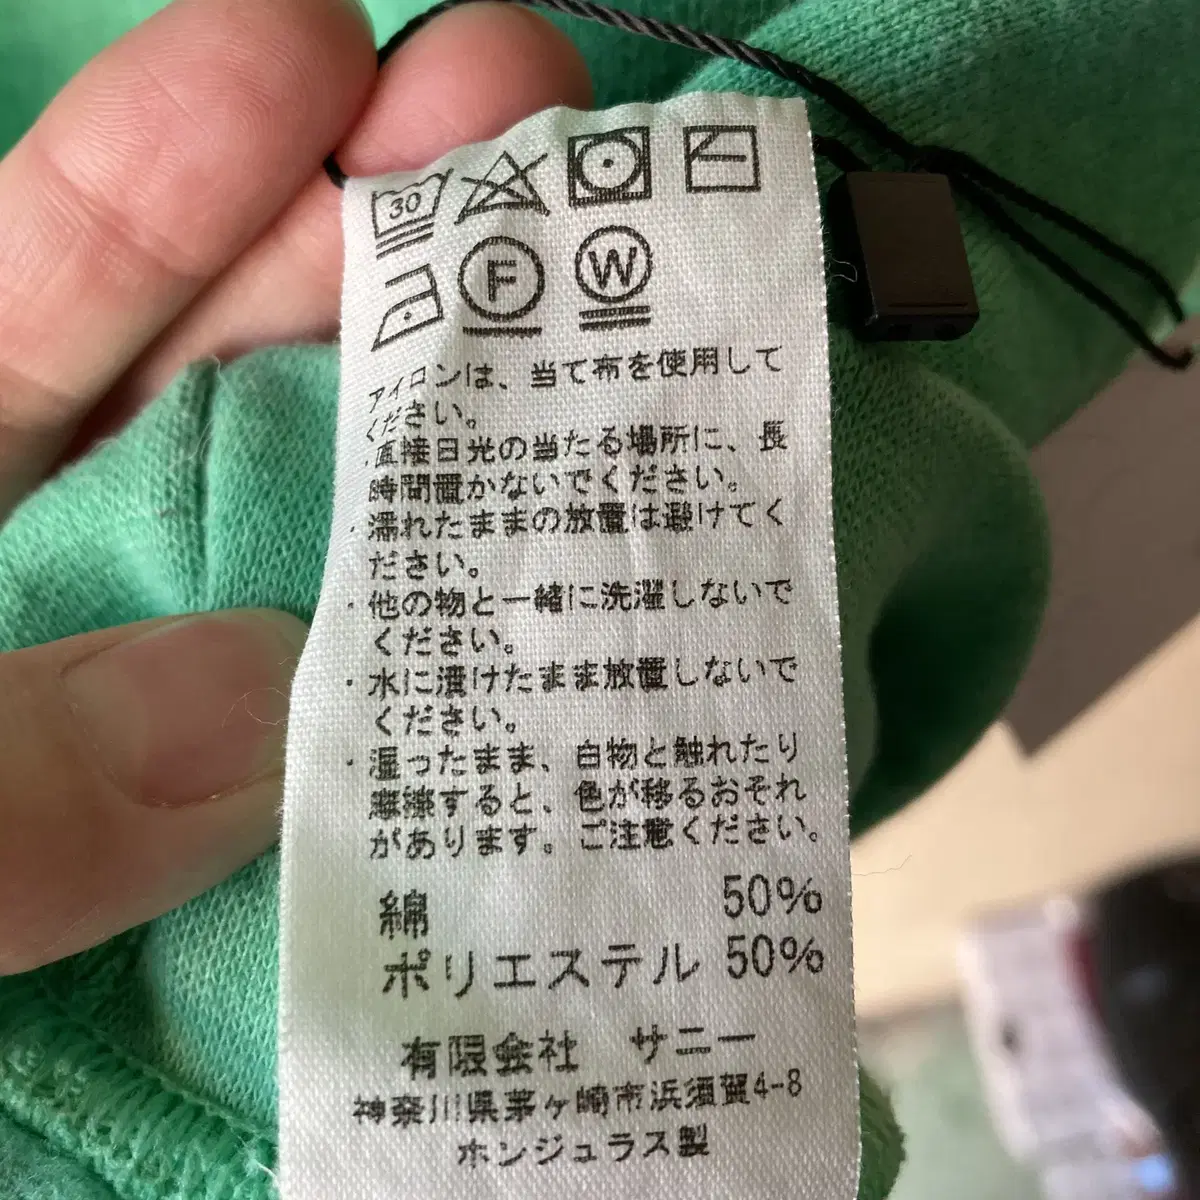 30
F W
アイロンは、当て布を使用して
ください。
・直接日光の当たる場所に、長
時間置かないでください。
・濡れたままの放置は避けてく
ださい。
・他の物と一緒に洗濯しないで
ください。
・水に漬けたまま放置しないで
ください。
・湿ったまま、白物と触れたり
摩擦すると、色が移るおそれ
があります。ご注意ください。
綿 50%
ポリエステル 50%
有限会社 サニー
神奈川県茅ヶ崎市浜須賀4-8
ホンジュラス製